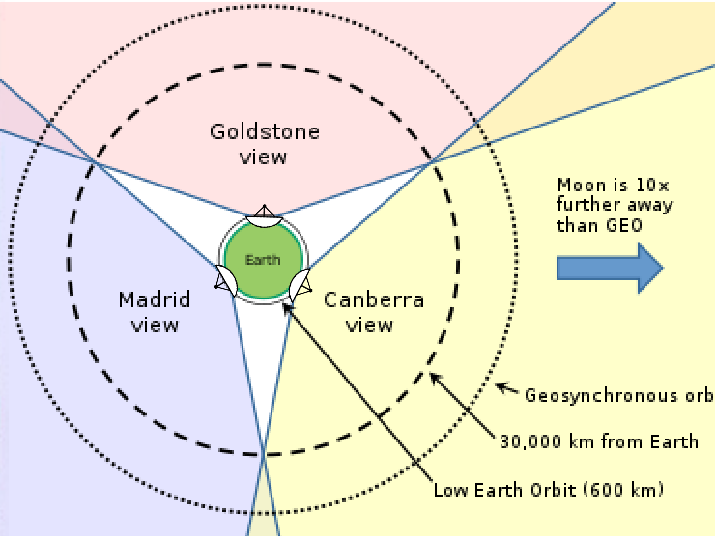 Goldstone
view
Moon is 10x
further away
than GEO
Earth
Madrid
view
Canberra
view
Geosynchronous orb
30,000 km from Earth
Low Earth Orbit (600 km)